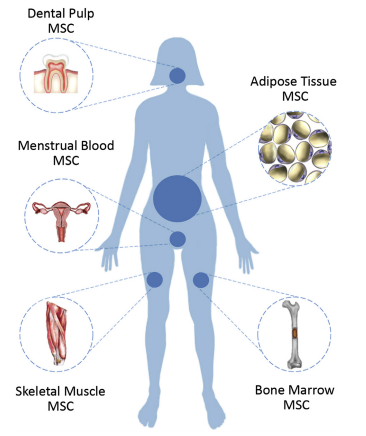 Dental Pulp
MSC
Adipose Tissue
MSC
Menstrual Blood
MSC
Skeletal Muscle
MSC
Bone Marrow
MSC